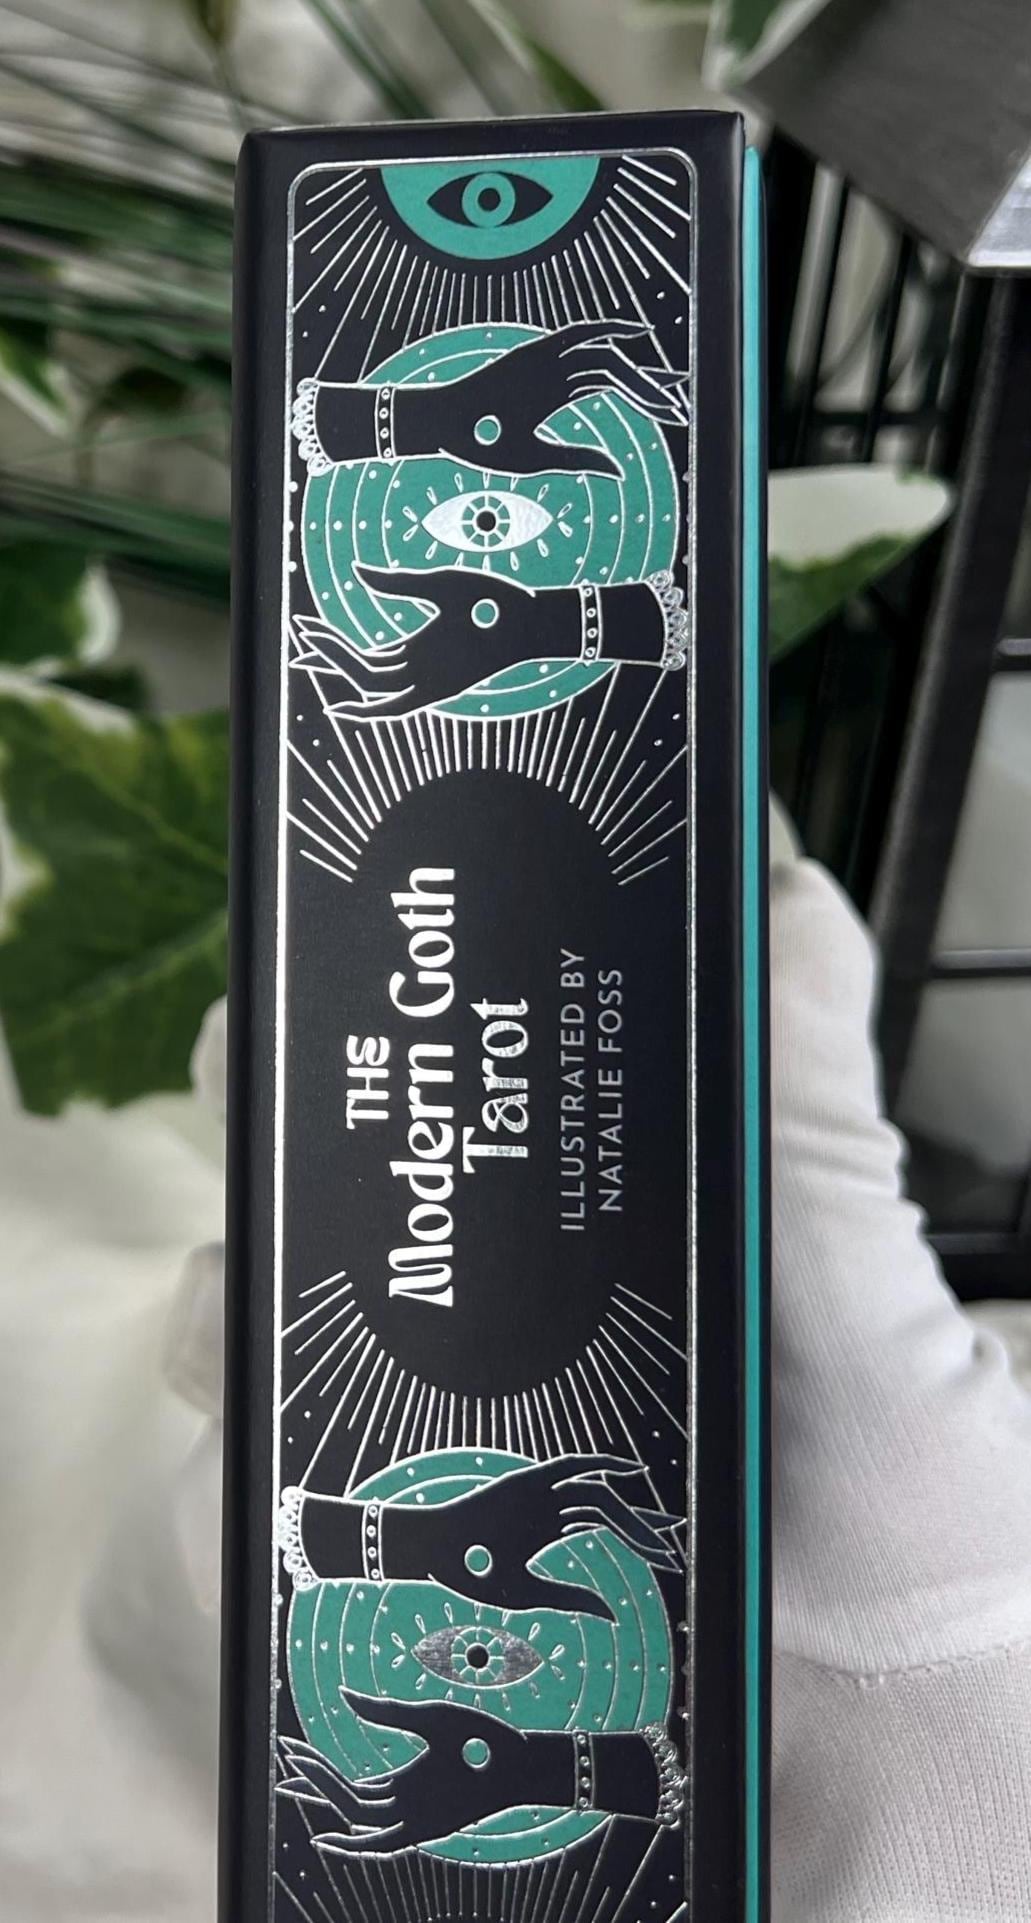 THE
Modern Goth
Tarot
ILLUSTRATED BY
NATALIE FOSS